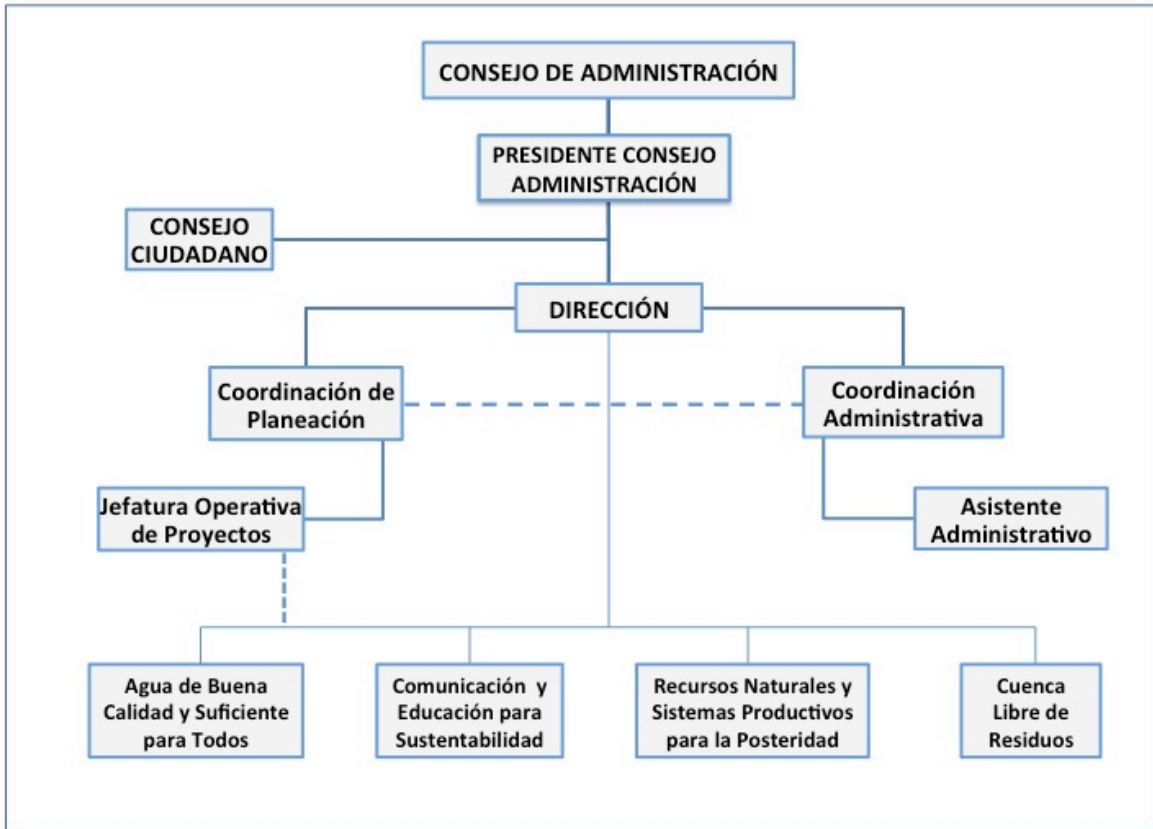 CONSEJO DE ADMINISTRACIÓN
PRESIDENTE CONSEJO
ADMINISTRACIÓN
CONSEJO
CIUDADANO
DIRECCIÓN
Coordinación de
Planeación
Coordinación
Administrativa
Jefatura Operativa
de Proyectos
Asistente
Administrativo
Agua de Buena
Calidad y Suficiente
para Todos
Comunicación y
Educación para
Sustentabilidad
Recursos Naturales y
Sistemas Productivos
para la Posteridad
Cuenca
Libre de
Residuos